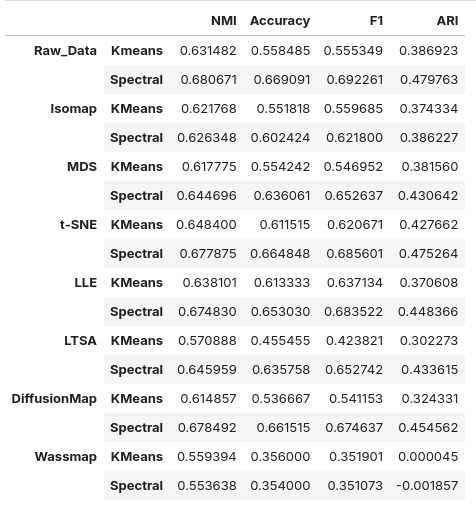 NMI Accuracy F1 ARI
Raw_Data Kmeans 0.631482 0.558485 0.555349 0.386923
Spectral 0.680671 0.669091 0.692261 0.479763
Isomap KMeans 0.621768 0.551818 0.559685 0.374334
Spectral 0.626348 0.602424 0.621800 0.386227
MDS KMeans 0.617775 0.554242 0.546952 0.381560
Spectral 0.644696 0.636061 0.652637 0.430642
t-SNE KMeans 0.648400 0.611515 0.620671 0.427662
Spectral 0.677875 0.664848 0.685601 0.475264
LLE KMeans 0.638101 0.613333 0.637134 0.370608
Spectral 0.674830 0.653030 0.683522 0.448366
LTSA KMeans 0.570888 0.455455 0.423821 0.302273
Spectral 0.645959 0.635758 0.652742 0.433615
DiffusionMap KMeans 0.614857 0.536667 0.541153 0.324331
Spectral 0.678492 0.661515 0.674637 0.454562
Wassmap KMeans 0.559394 0.356000 0.351901 0.000045
Spectral 0.553638 0.354000 0.351073 -0.001857